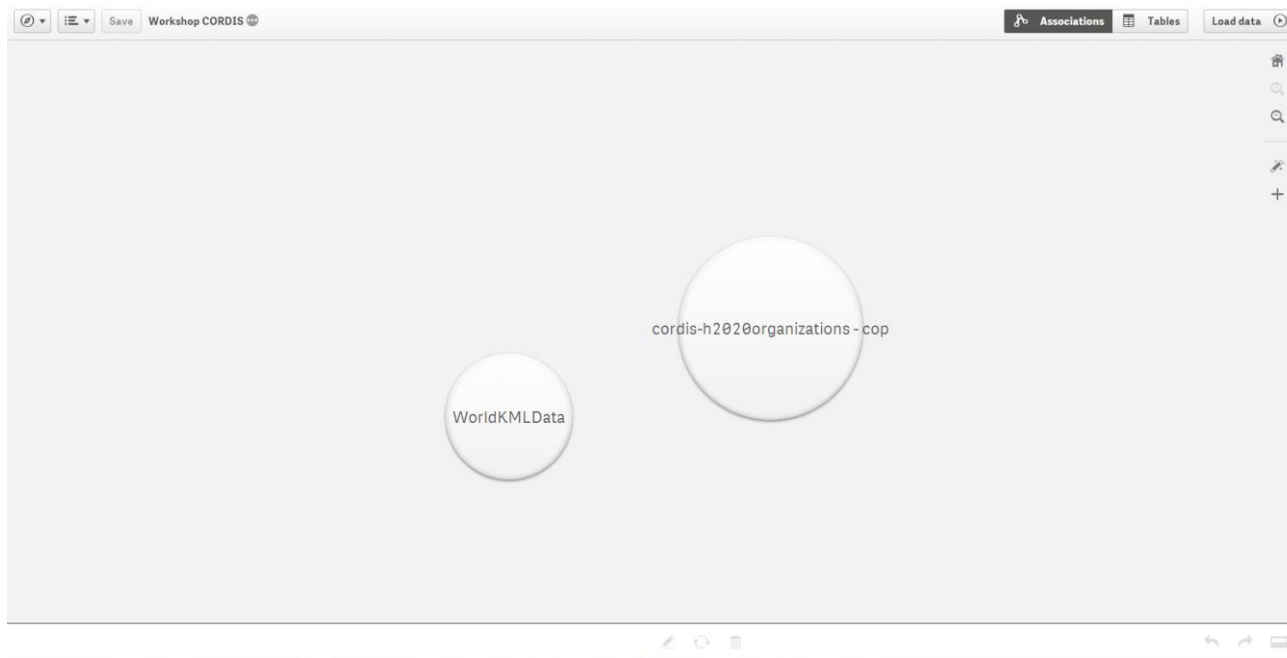 Save Workshop CORDIS Associations Tables Load data
cordis-h2020organizations - cop
WorldKMLData